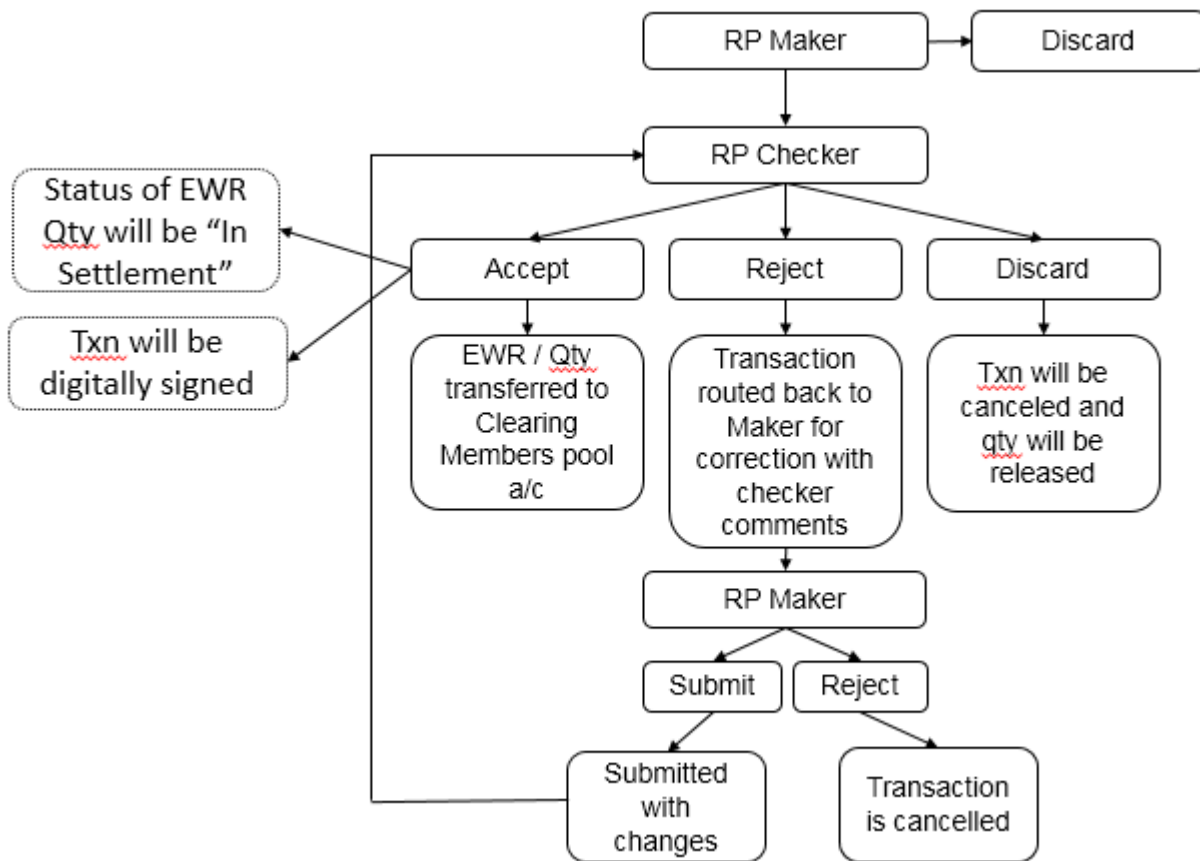 RP Maker
Discard
RP Checker
Status of EWR
Qty will be “In
Settlement”
Txn will be
digitally signed
Accept
Reject
Discard
EWR / Qty
transferred to
Clearing
Members pool
a/c
Transaction
routed back to
Maker for
correction with
checker
comments
Txn will be
canceled and
qty will be
released
RP Maker
Submit
Reject
Submitted
with
changes
Transaction
is cancelled